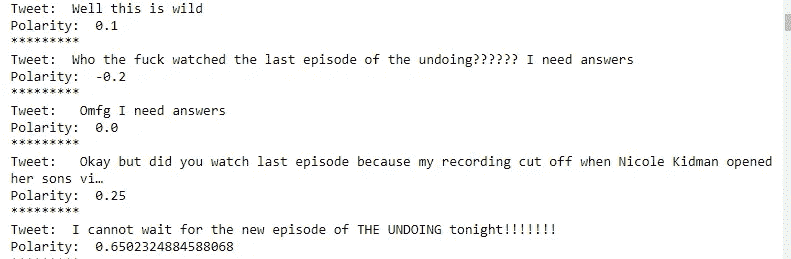 Tweet:  Well this is wild
Polarity:  0.1
*********
Tweet:  Who the fuck watched the last episode of the undoing?????? I need answers
Polarity:  -0.2
*********
Tweet:   Omfg I need answers
Polarity:  0.0
*********
Tweet:   Okay but did you watch last episode because my recording cut off when Nicole Kidman opened
her sons vi…
Polarity:  0.25
*********
Tweet:  I cannot wait for the new episode of THE UNDOING tonight!!!!!!!
Polarity:  0.6502324884588068
*********